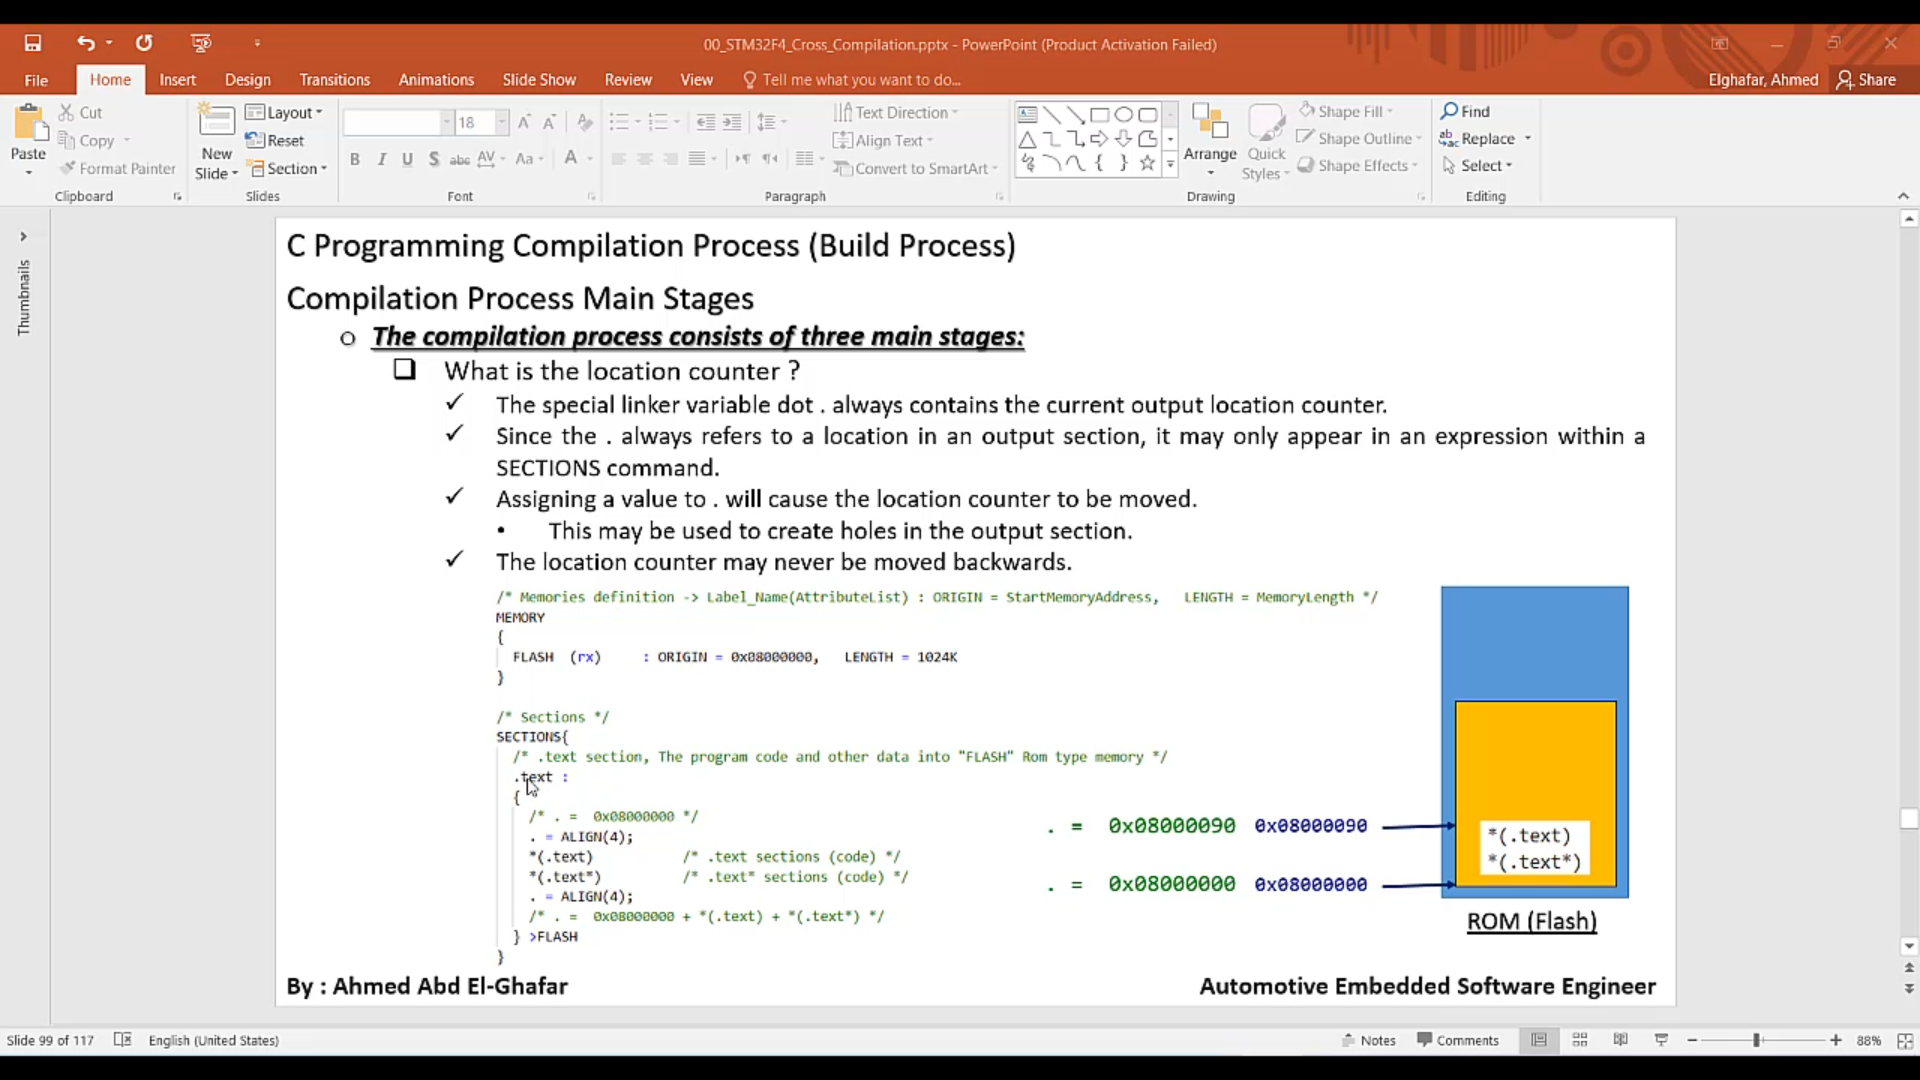 00_STM32F4_Cross_Compilation.pptx - PowerPoint (Product Activation Failed)
File Home Insert Design Transitions Animations Slide Show Review View Tell me what you want to do... Elghafar, Ahmed Share
Paste Cut Copy Format Painter
Clipboard
New Slide Layout Reset Section
Slides
18
B I U S abc AV Aa A
Font
Text Direction Align Text Convert to SmartArt
Paragraph
Arrange Quick Styles Shape Fill Shape Outline Shape Effects
Drawing
Find Replace Select
Editing
Thumbnails
C Programming Compilation Process (Build Process)
Compilation Process Main Stages
o The compilation process consists of three main stages:
What is the location counter ?
✓ The special linker variable dot . always contains the current output location counter.
✓ Since the . always refers to a location in an output section, it may only appear in an expression within a
SECTIONS command.
✓ Assigning a value to . will cause the location counter to be moved.
• This may be used to create holes in the output section.
✓ The location counter may never be moved backwards.
/* Memories definition -> Label_Name(AttributeList) : ORIGIN = StartMemoryAddress, LENGTH = MemoryLength */
MEMORY
{
FLASH (rx) : ORIGIN = 0x08000000, LENGTH = 1024K
}
/* Sections */
SECTIONS{
/* .text section, The program code and other data into "FLASH" Rom type memory */
.text :
{
/* . = 0x08000000 */
. = ALIGN(4);
*(.text) /* .text sections (code) */
*(.text*) /* .text* sections (code) */
. = ALIGN(4);
/* . = 0x08000000 + *(.text) + *(.text*) */
} >FLASH
}
. = 0x08000090 0x08000090
. = 0x08000000 0x08000000
*(.text)
*(.text*)
ROM (Flash)
By : Ahmed Abd El-Ghafar
Automotive Embedded Software Engineer
Slide 99 of 117 English (United States) Notes Comments 88%